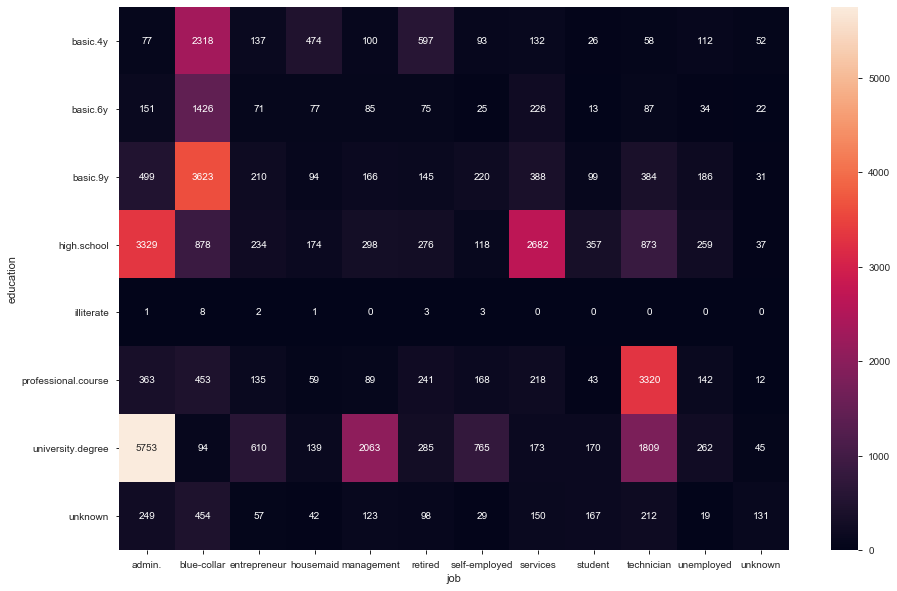 basic.4y 77 2318 137 474 100 597 93 132 26 58 112 52
5000
basic.6y 151 1426 71 77 85 75 25 226 13 87 34 22
4000
basic.9y 499 3623 210 94 166 145 220 388 99 384 186 31
high.school 3329 878 234 174 298 276 118 2682 357 873 259 37
3000
education
illiterate 1 8 2 1 0 3 3 0 0 0 0 0
2000
professional.course 363 453 135 59 89 241 168 218 43 3320 142 12
university.degree 5753 94 610 139 2063 285 765 173 170 1809 262 45
1000
unknown 249 454 57 42 123 98 29 150 167 212 19 131
0
admin. blue-collar entrepreneur housemaid management retired self-employed services student technician unemployed unknown
job